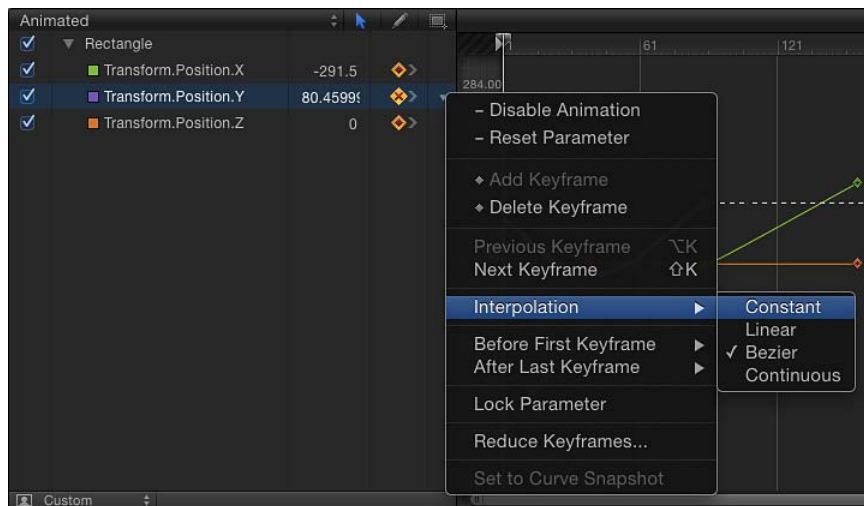 Animated
Rectangle
Transform.Position.X -291.5
Transform.Position.Y 80.45999
Transform.Position.Z 0
1 61 121
284.00
– Disable Animation
– Reset Parameter
Add Keyframe
Delete Keyframe
Previous Keyframe ⌥K
Next Keyframe ⇧K
Interpolation
Constant
Linear
✓ Bezier
Continuous
Before First Keyframe
After Last Keyframe
Lock Parameter
Reduce Keyframes...
Set to Curve Snapshot
Custom